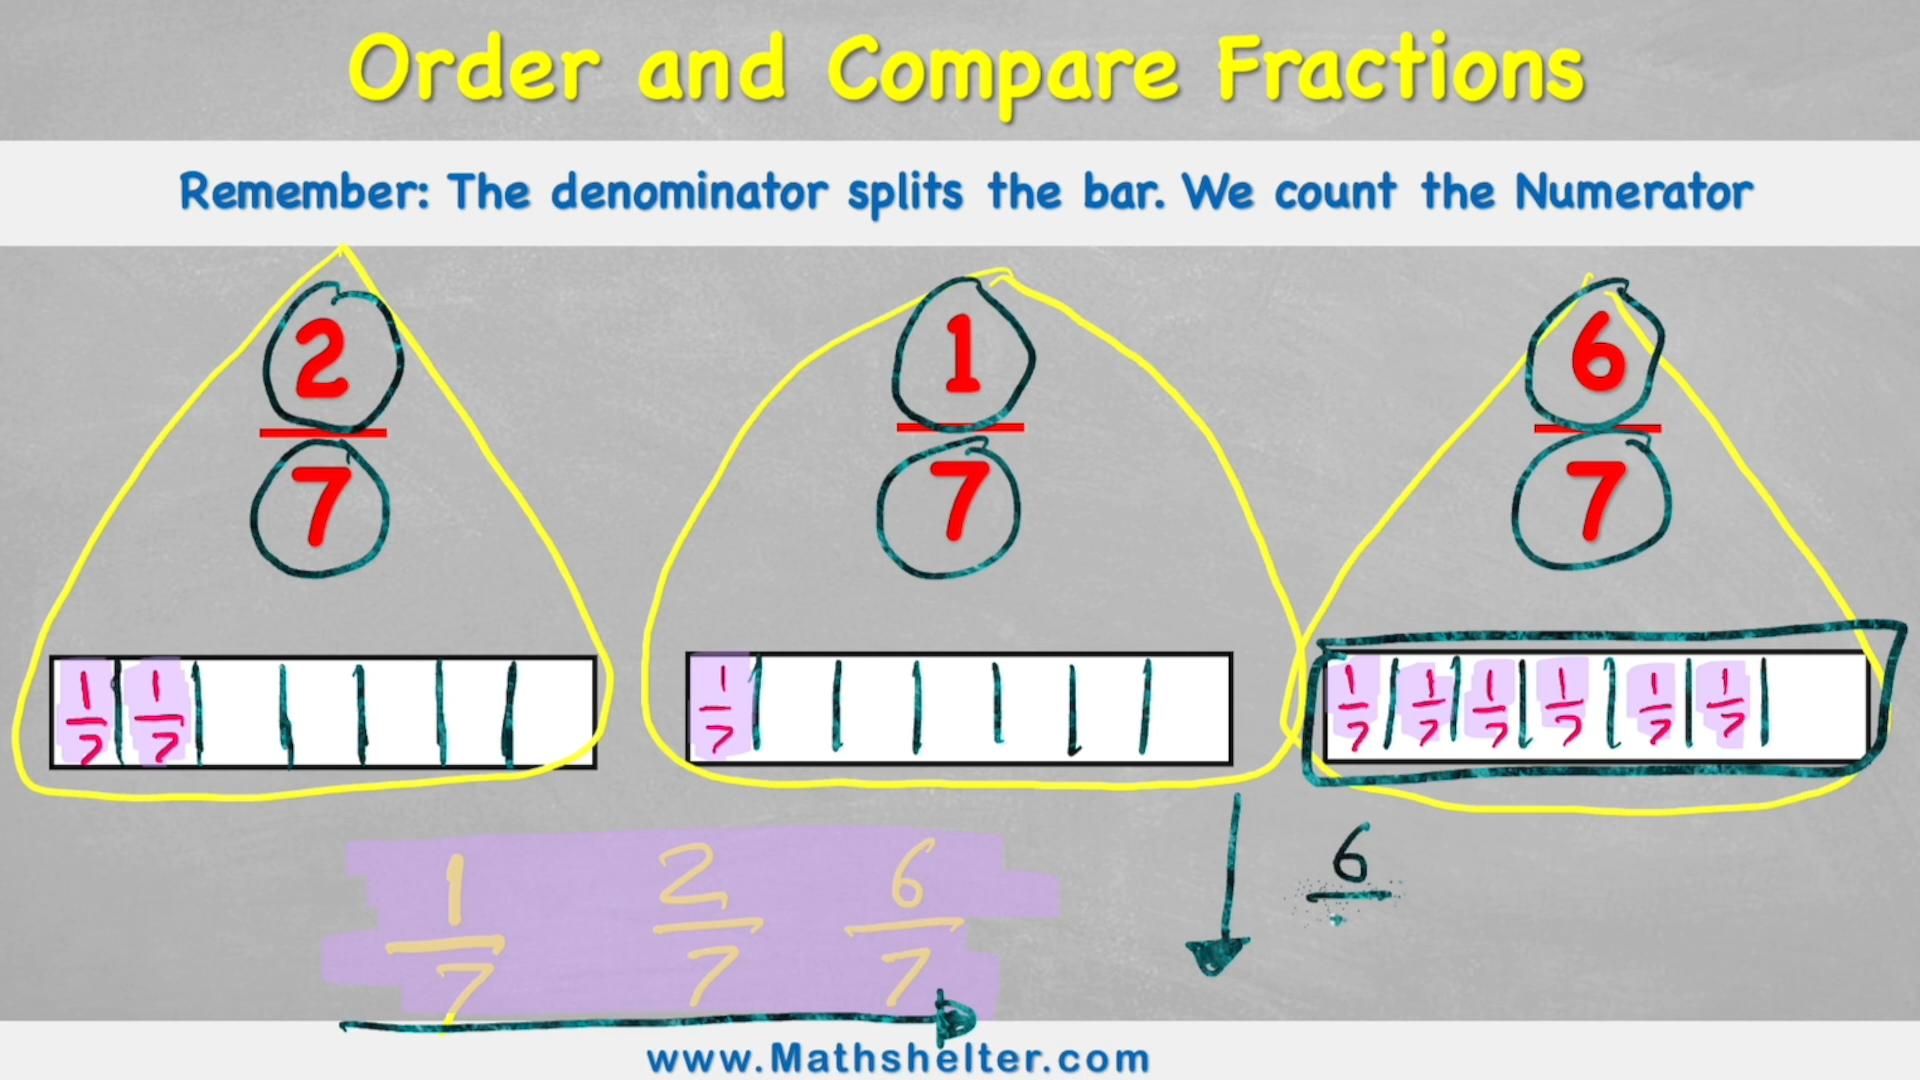 Order and Compare Fractions
Remember: The denominator splits the bar. We count the Numerator
2 1 6
7 7 7
1 1 1 1 1 1 1 1 1
7 7 7 7 7 7 7 7 7
1 2 6 6
7 7 7
www.Mathshelter.com